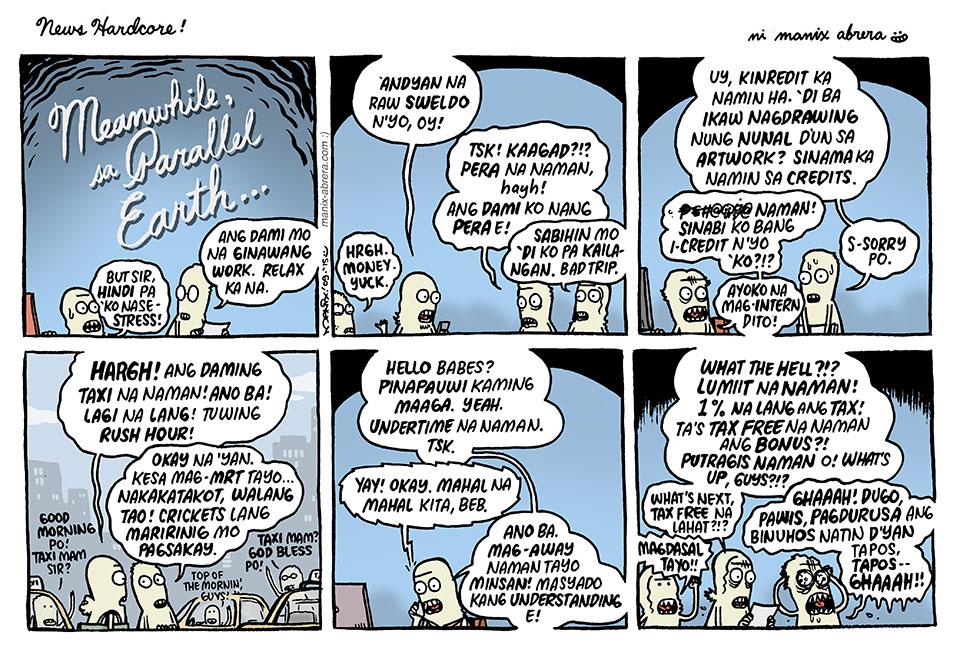 News Hardcore!
ni manix abrera
Meanwhile,
sa Parallel
Earth...
BUT SIR,
HINDI PA
'KO NASE-
STRESS!
ANG DAMI MO
NA GINAWANG
WORK. RELAX
KA NA.
manix-abrera.com :)
'ANDYAN NA
RAW SWELDO
N'YO, OY!
HRGH.
MONEY.
YUCK.
TSK! KAAGAD?!?
PERA NA NAMAN,
hayh!
ANG DAMI KO NANG
PERA E!
SABIHIN MO
'DI KO PA KAILA-
NGAN. BADTRIP.
UY, KINREDIT KA
NAMIN HA. 'DI BA
IKAW NAGDRAWING
NUNG NUNAL D'UN SA
ARTWORK? SINAMA KA
NAMIN SA CREDITS.
P€#@@!@ NAMAN!
SINABI KO BANG
I-CREDIT N'YO
'KO?!?
AYOKO NA
MAG-INTERN
DITO!
S-SORRY
PO.
HARGH! ANG DAMING
TAXI NA NAMAN! ANO BA!
LAGI NA LANG! TUWING
RUSH HOUR!
OKAY NA 'YAN.
KESA MAG-MRT TAYO...
NAKAKATAKOT, WALANG
TAO! CRICKETS LANG
MARIRINIG MO
PAGSAKAY.
GOOD
MORNING
PO!
TAXI MAM
SIR?
TOP OF
THE MORNIN',
GUYS!
TAXI MAM?
GOD BLESS
PO!
HELLO BABES?
PINAPAUWI KAMING
MAAGA. YEAH.
UNDERTIME NA NAMAN.
TSK.
YAY! OKAY. MAHAL NA
MAHAL KITA, BEB.
ANO BA.
MAG-AWAY
NAMAN TAYO
MINSAN! MASYADO
KANG UNDERSTANDING
E!
WHAT THE HELL?!?
LUMIIT NA NAMAN!
1% NA LANG ANG TAX!
TA'S TAX FREE NA NAMAN
ANG BONUS?!
PUTRAGIS NAMAN O! WHAT'S
UP, GUYS?!?
WHAT'S NEXT,
TAX FREE NA
LAHAT?!?
MAGDASAL
TAYO!!
GHAAAH! DUGO,
PAWIS, PAGDURUSA ANG
BINUHOS NATIN D'YAN
TAPOS,
TAPOS--
GHAAAH!!